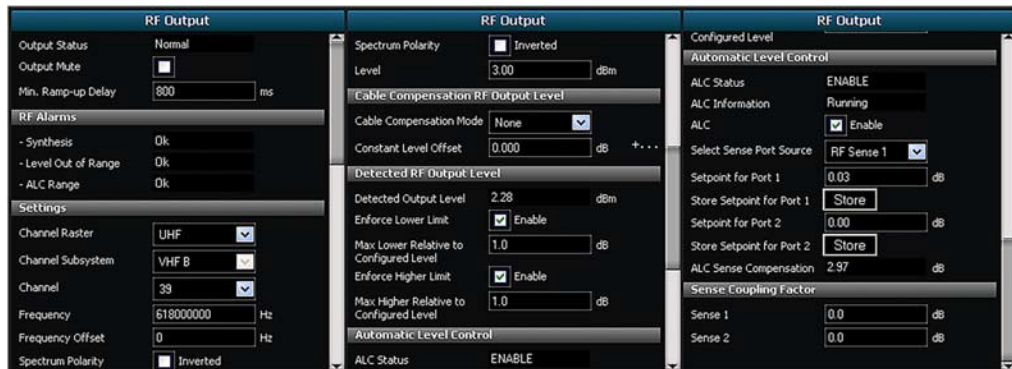 RF Output
Output Status Normal
Output Mute
Min. Ramp-up Delay 800 ms
RF Alarms
- Synthesis Ok
- Level Out of Range Ok
- ALC Range Ok
Settings
Channel Raster UHF
Channel Subsystem VHF B
Channel 39
Frequency 618000000 Hz
Frequency Offset 0 Hz
Spectrum Polarity Inverted
RF Output
Spectrum Polarity Inverted
Level 3.00 dBm
Cable Compensation RF Output Level
Cable Compensation Mode None
Constant Level Offset 0.000 dB +...
Detected RF Output Level
Detected Output Level 2.28 dBm
Enforce Lower Limit Enable
Max Lower Relative to
Configured Level 1.0 dB
Enforce Higher Limit Enable
Max Higher Relative to
Configured Level 1.0 dB
Automatic Level Control
ALC Status ENABLE
RF Output
Configured Level
Automatic Level Control
ALC Status ENABLE
ALC Information Running
ALC Enable
Select Sense Port Source RF Sense 1
Setpoint for Port 1 0.03 dB
Store Setpoint for Port 1 Store
Setpoint for Port 2 0.00 dB
Store Setpoint for Port 2 Store
ALC Sense Compensation 2.97 dB
Sense Coupling Factor
Sense 1 0.0 dB
Sense 2 0.0 dB